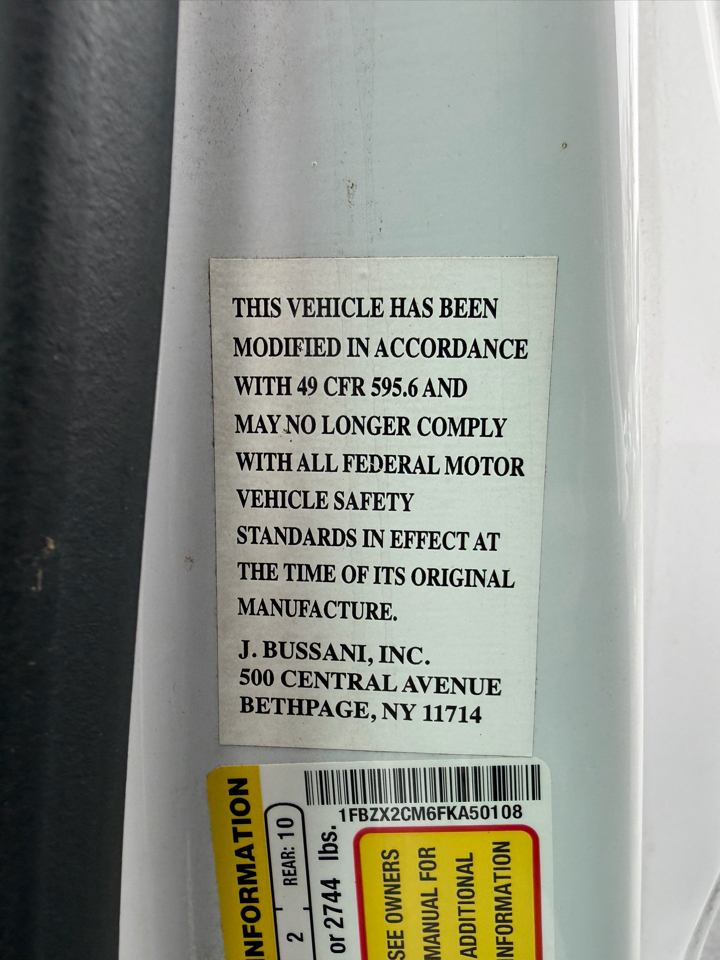 THIS VEHICLE HAS BEEN
MODIFIED IN ACCORDANCE
WITH 49 CFR 595.6 AND
MAY NO LONGER COMPLY
WITH ALL FEDERAL MOTOR
VEHICLE SAFETY
STANDARDS IN EFFECT AT
THE TIME OF ITS ORIGINAL
MANUFACTURE.
J. BUSSANI, INC.
500 CENTRAL AVENUE
BETHPAGE, NY 11714
1FBZX2CM6FKA50108
NFORMATION
2 REAR: 10
or 2744 lbs.
SEE OWNERS
MANUAL FOR
ADDITIONAL
INFORMATION